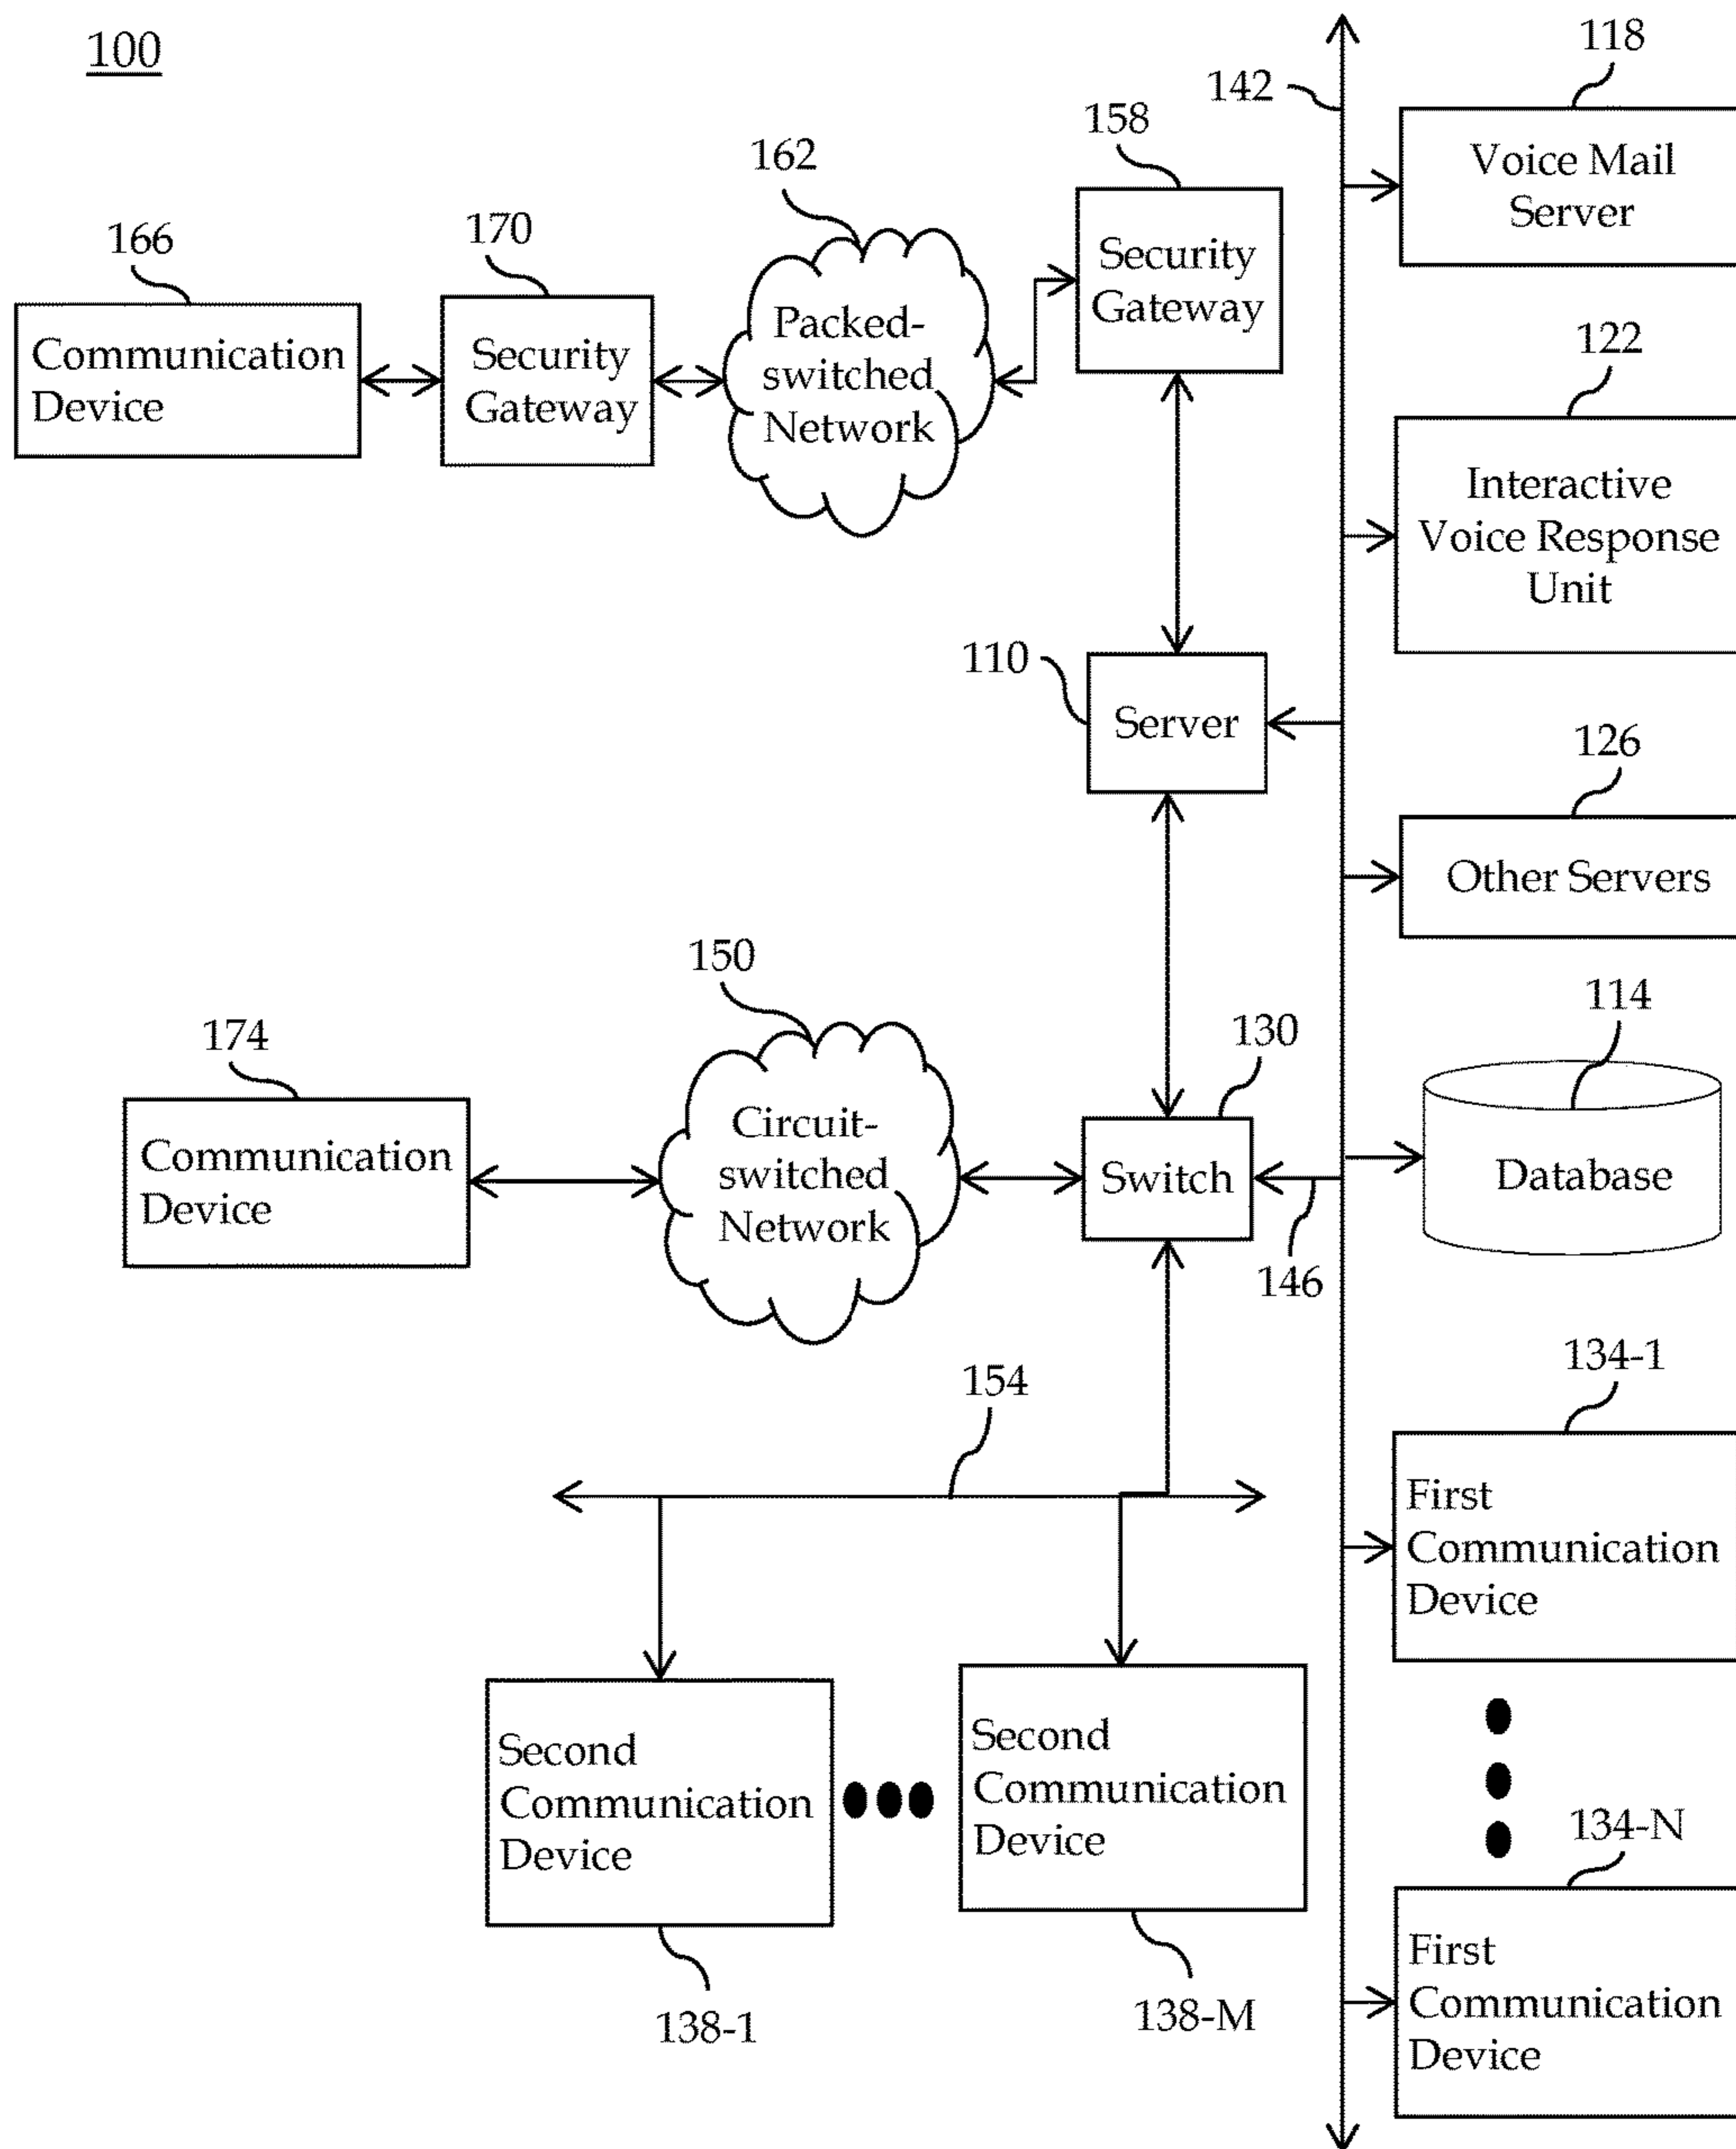 100
118
142
Voice Mail
Server
158
Security
Gateway
162
Packed-
switched
Network
170
Security
Gateway
166
Communication
Device
122
Interactive
Voice Response
Unit
110
Server
126
Other Servers
150
Circuit-
switched
Network
174
Communication
Device
130
Switch
146
114
Database
154
134-1
First
Communication
Device
Second
Communication
Device
138-1
Second
Communication
Device
138-M
134-N
First
Communication
Device